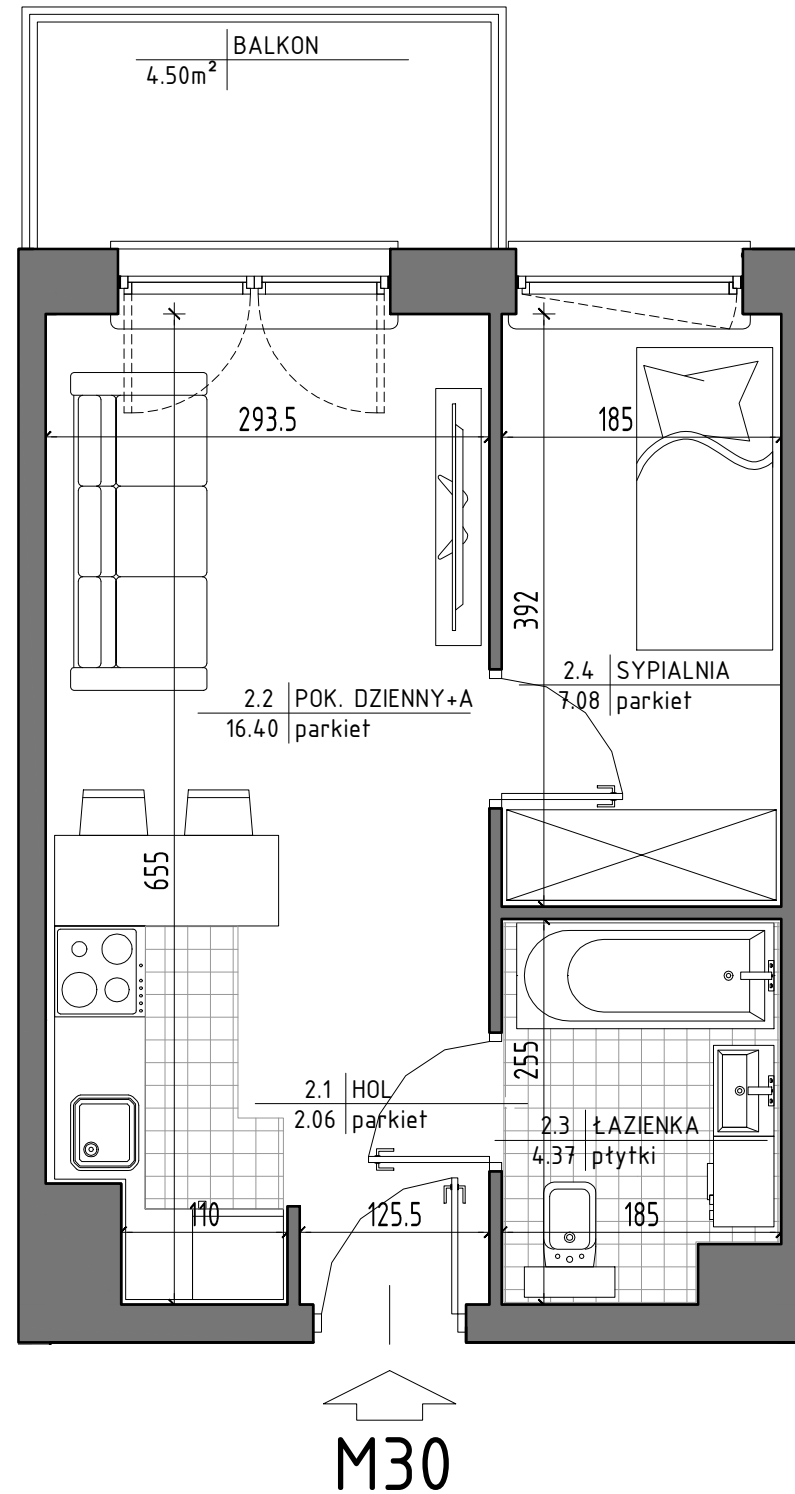 BALKON
4.50m²
293.5
185
392
2.4 SYPIALNIA
7.08 parkiet
2.2 POK. DZIENNY+A
16.40 parkiet
655
255
2.1 HOL
2.06 parkiet
2.3 ŁAZIENKA
4.37 płytki
110
125.5
185
M30